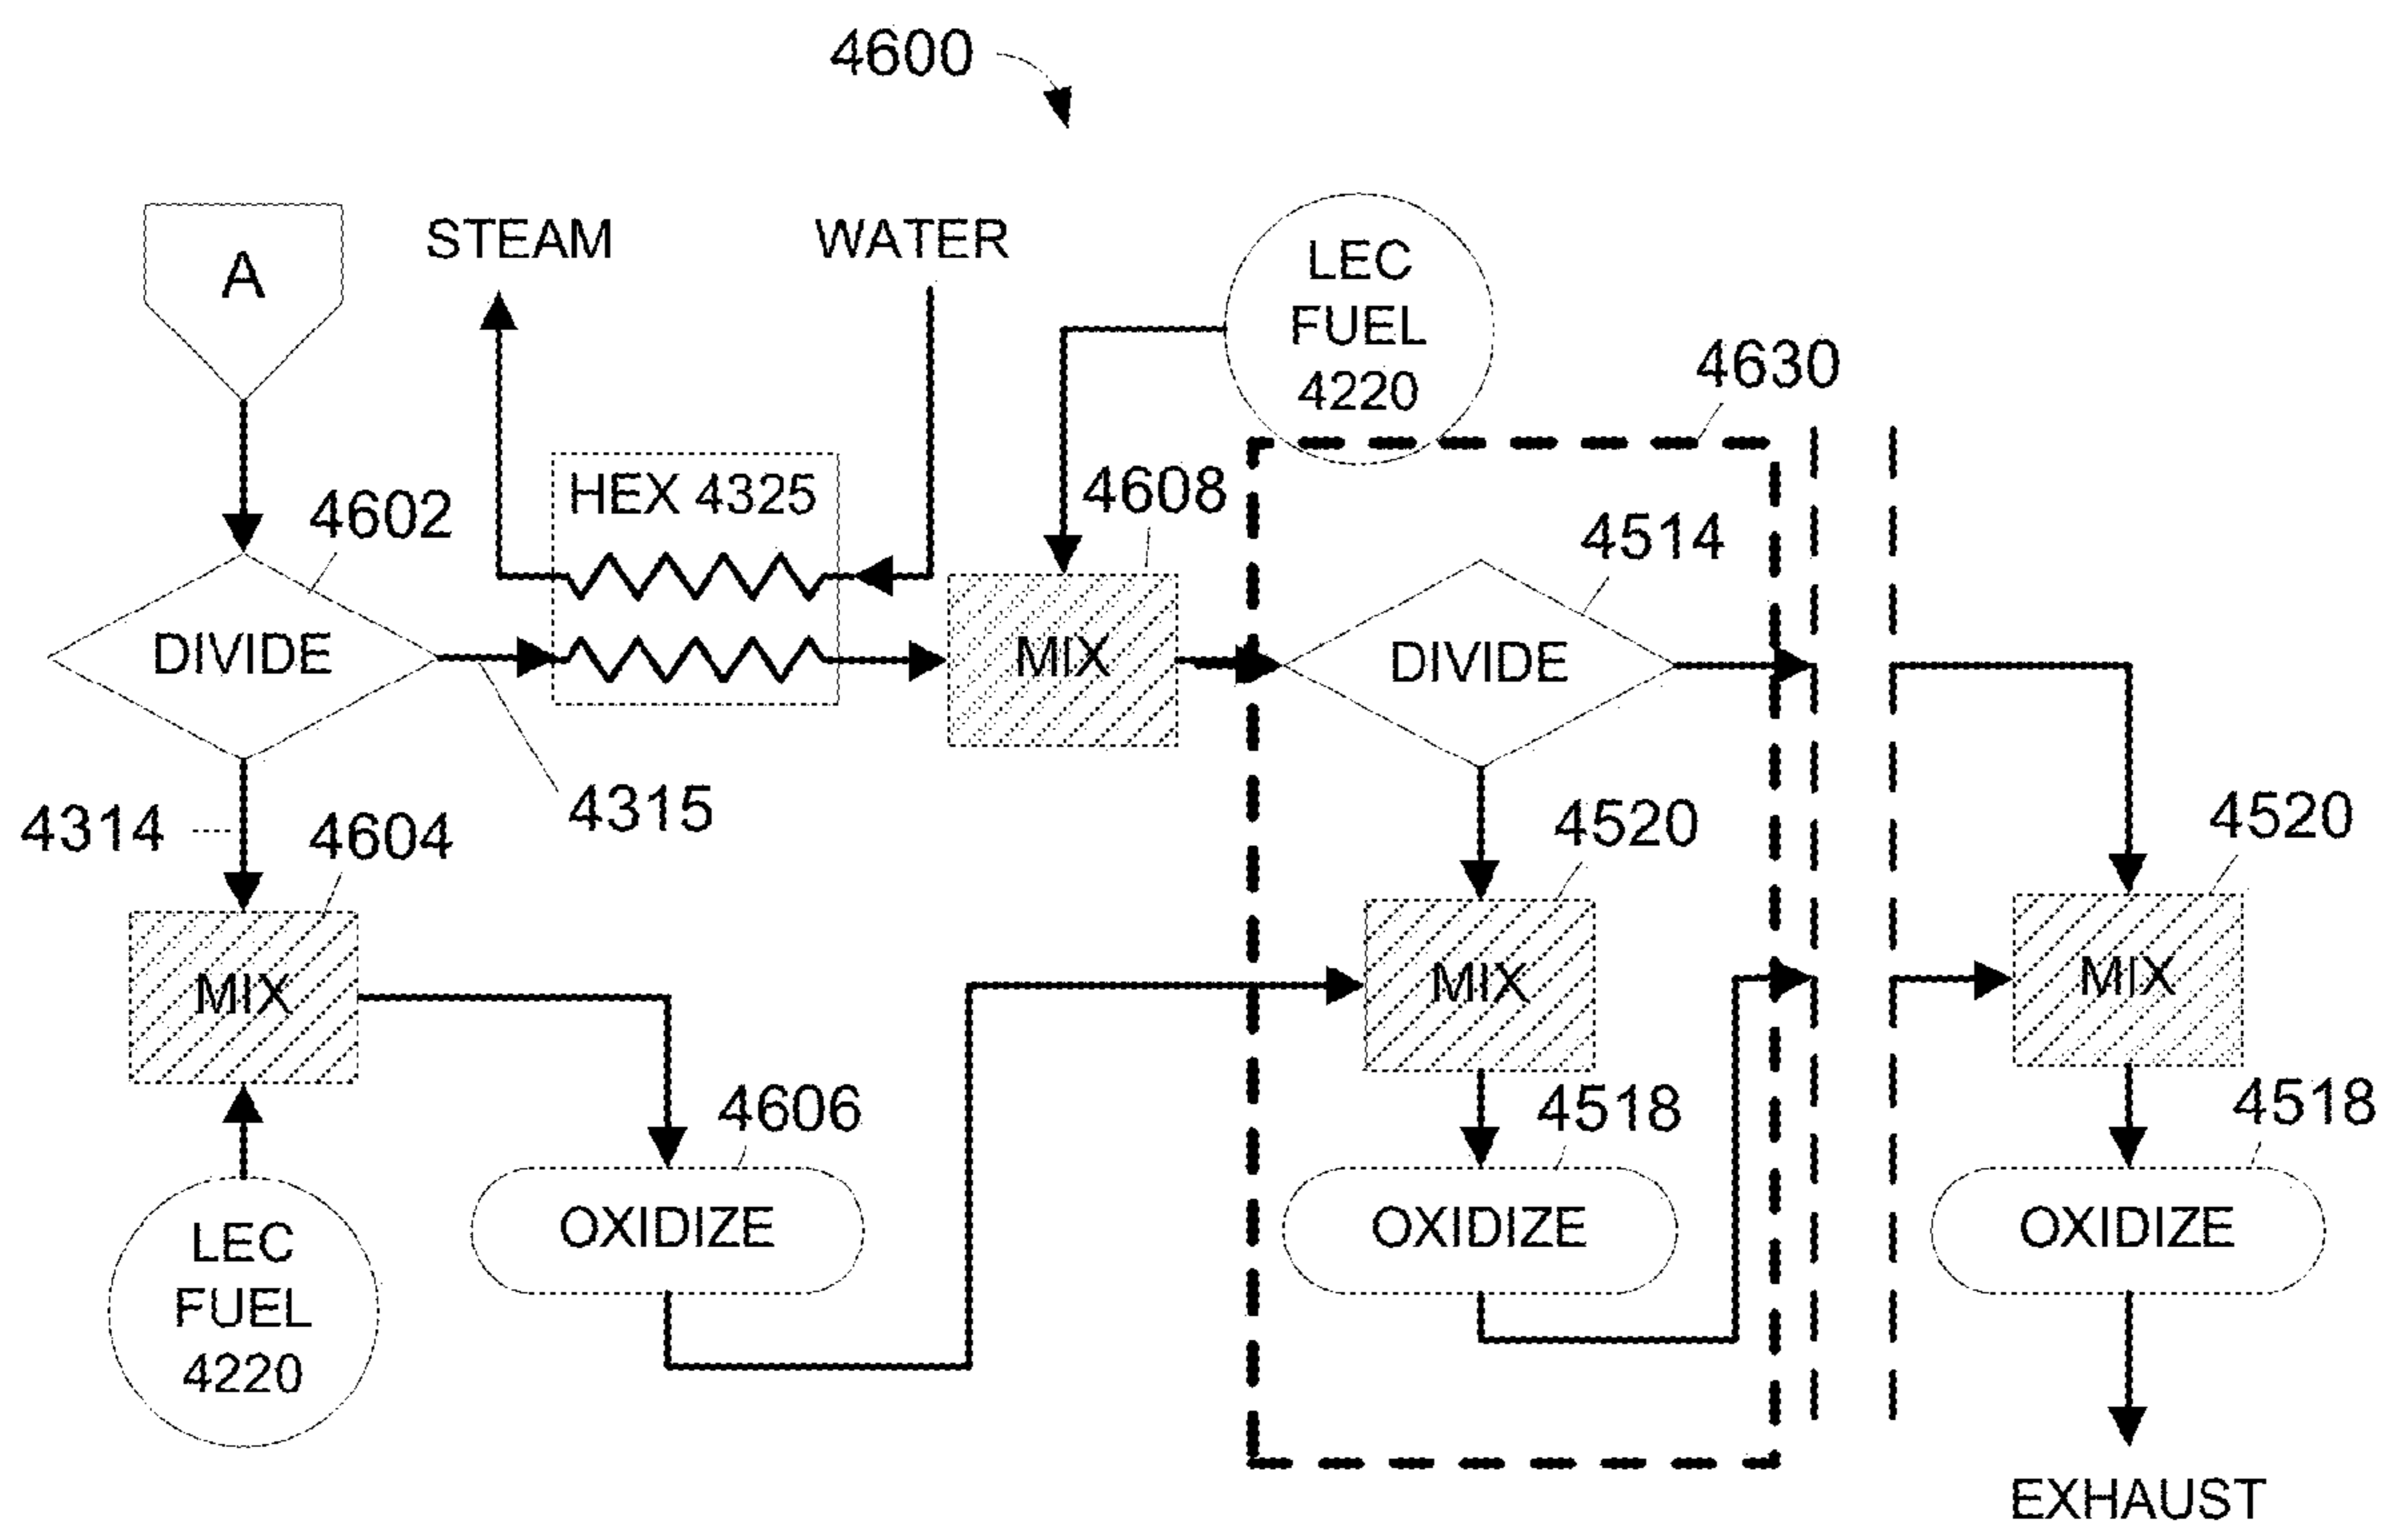 4600
A
STEAM
WATER
LEC
FUEL
4220
4630
HEX 4325
4608
4602
4514
DIVIDE
MIX
DIVIDE
4315
4314
4604
4520
4520
MIX
MIX
MIX
4606
4518
4518
LEC
FUEL
4220
OXIDIZE
OXIDIZE
OXIDIZE
EXHAUST